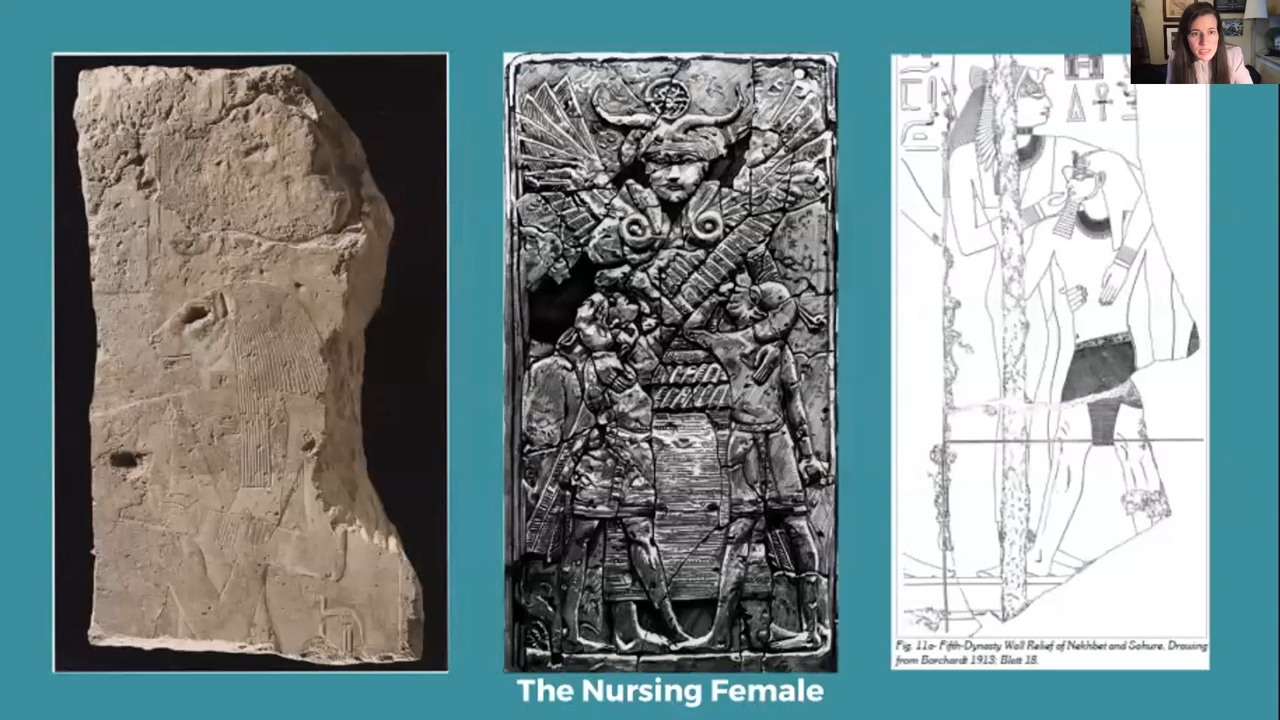 Fig. 11a- Fifth-Dynasty Wall Relief of Nekhbet and Sahure. Drawing
from Borchardt 1913: Blatt 18.
The Nursing Female